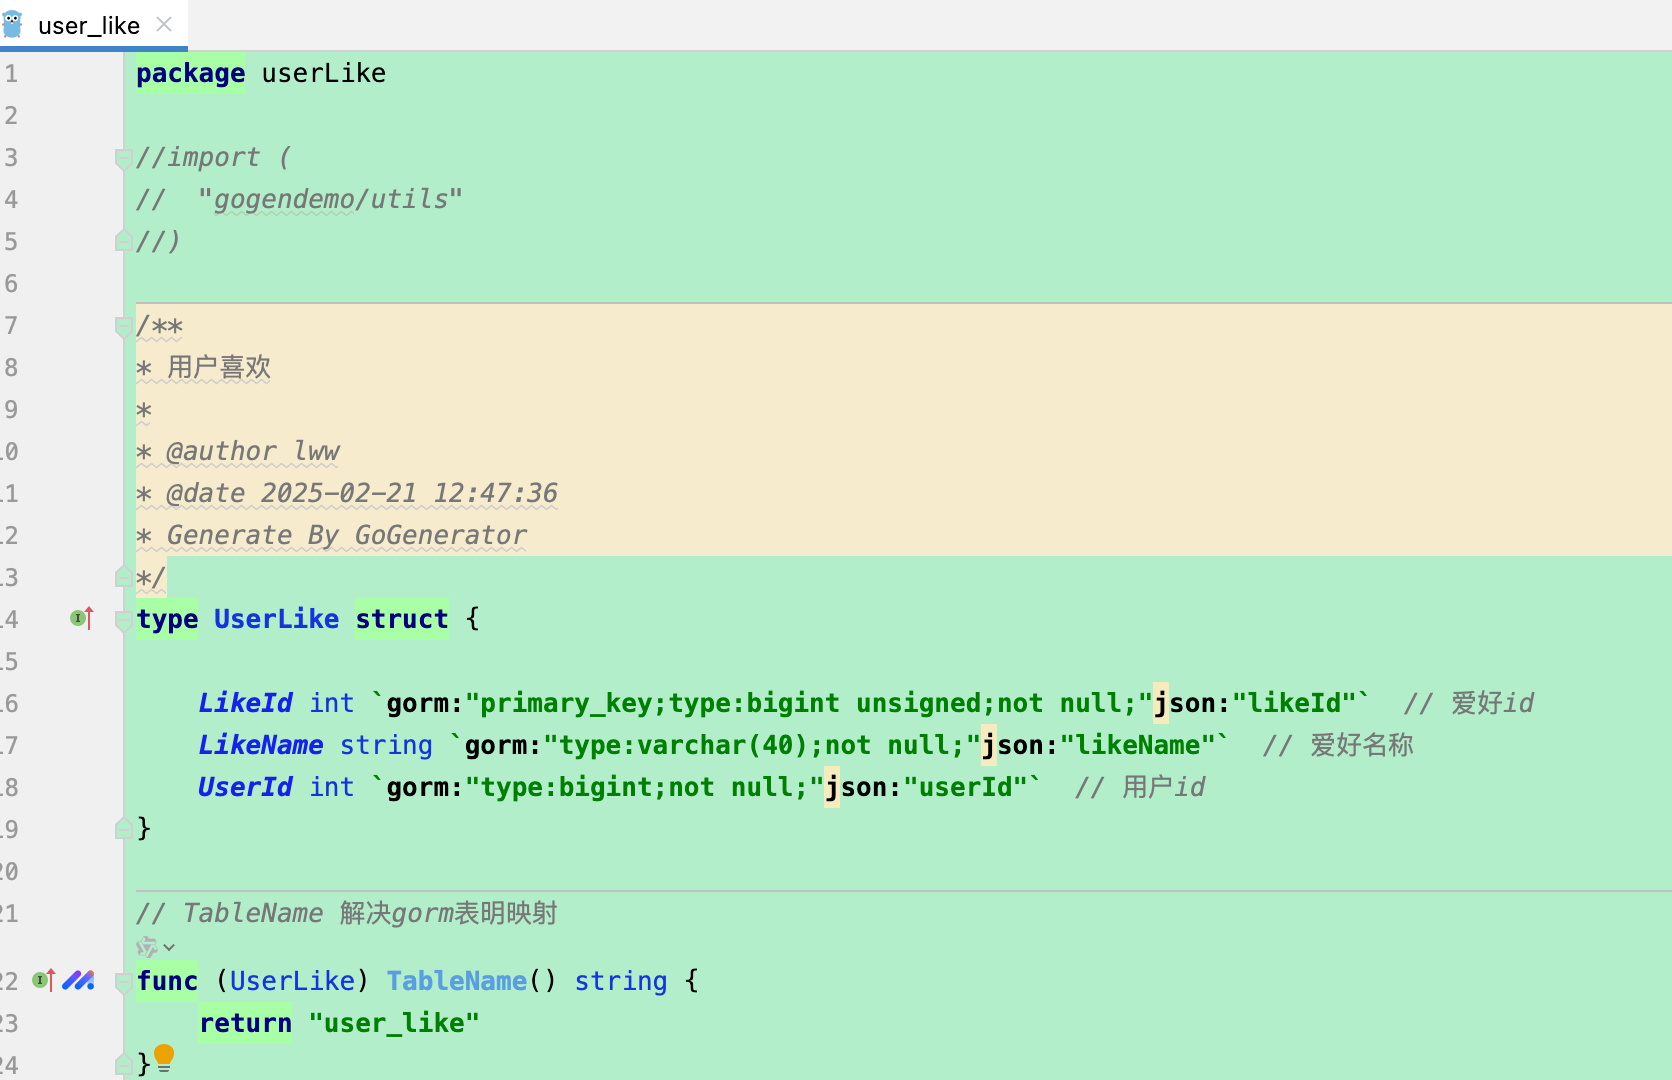 user_like
1 package userLike
2
3 //import (
4 //  "gogendemo/utils"
5 //)
6
7 /**
8 * 用户喜欢
9 *
10 * @author lww
11 * @date 2025-02-21 12:47:36
12 * Generate By GoGenerator
13 */
14 type UserLike struct {
15
16     LikeId int `gorm:"primary_key;type:bigint unsigned;not null;"json:"likeId"`  // 爱好id
17     LikeName string `gorm:"type:varchar(40);not null;"json:"likeName"`  // 爱好名称
18     UserId int `gorm:"type:bigint;not null;"json:"userId"`  // 用户id
19 }
20
21 // TableName 解决gorm表明映射
22 func (UserLike) TableName() string {
23     return "user_like"
24 }